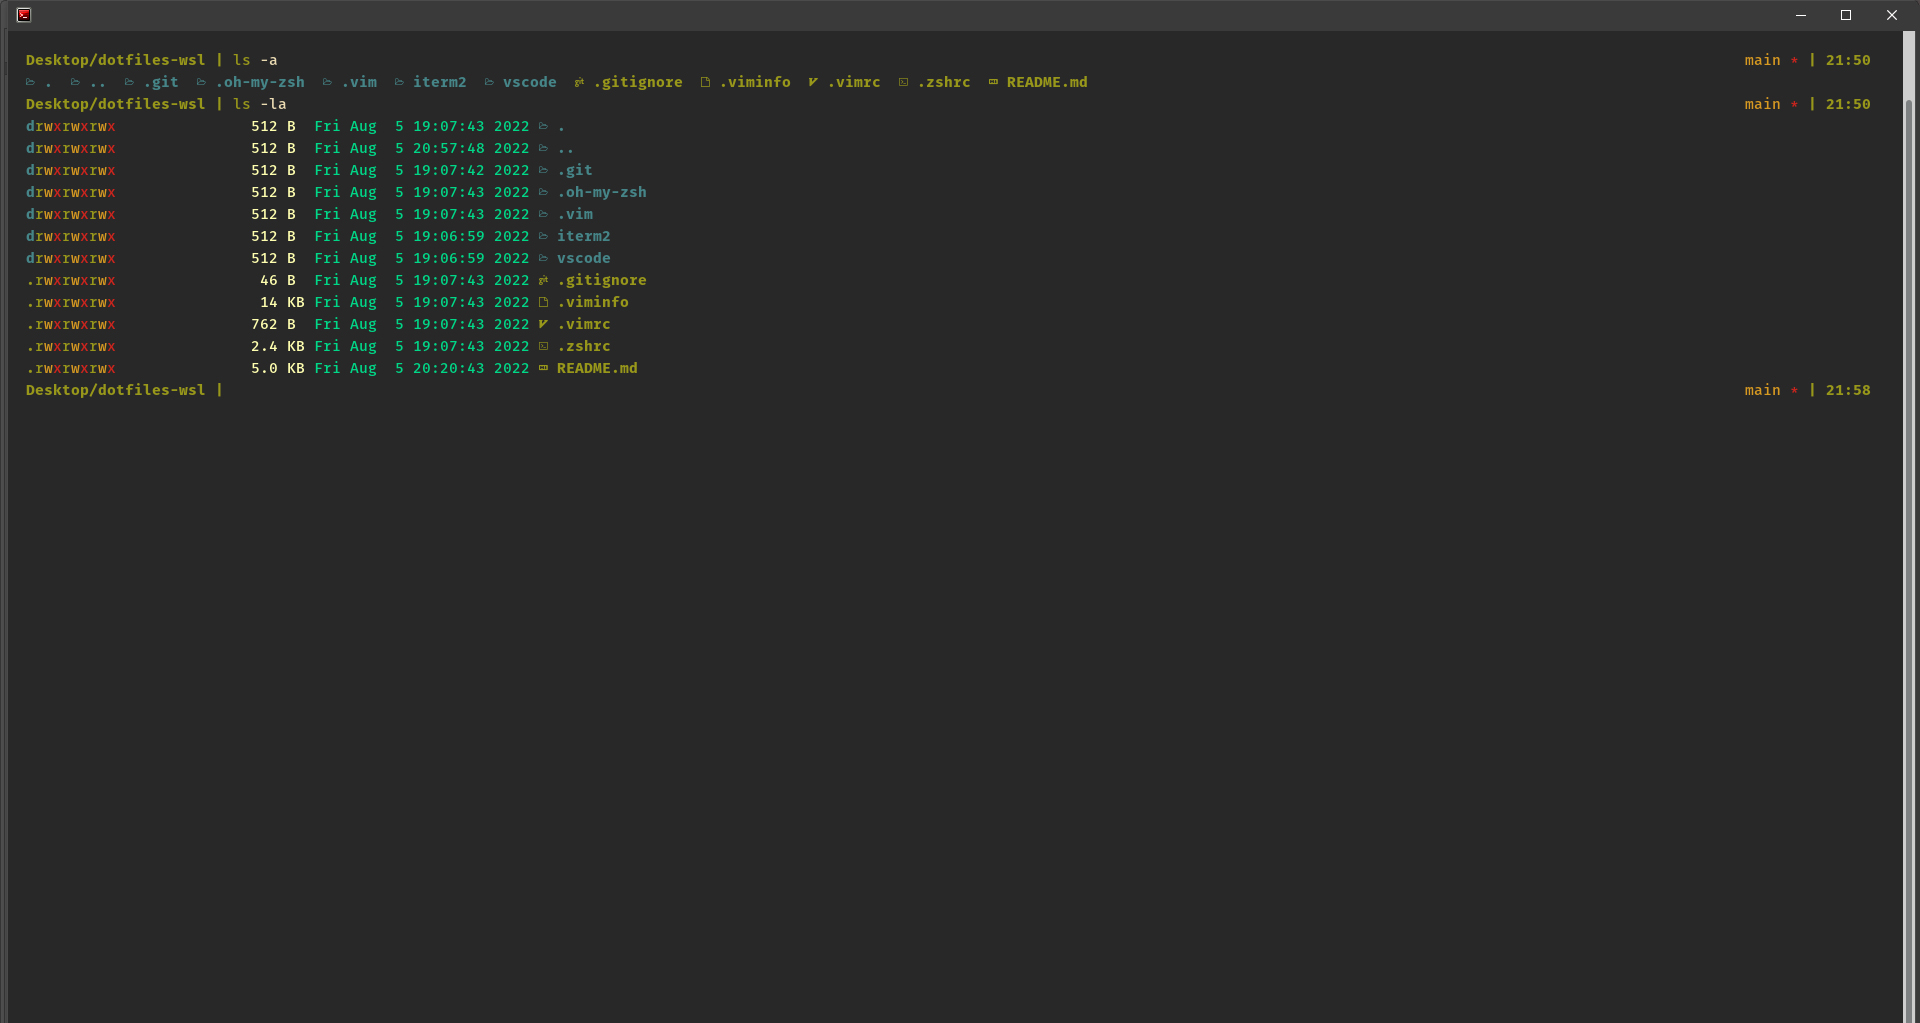 Desktop/dotfiles-wsl | ls -a main * | 21:50
. .. .git .oh-my-zsh .vim iterm2 vscode .gitignore .viminfo .vimrc .zshrc README.md
Desktop/dotfiles-wsl | ls -la main * | 21:50
drwxrwxrwx 512 B Fri Aug 5 19:07:43 2022 .
drwxrwxrwx 512 B Fri Aug 5 20:57:48 2022 ..
drwxrwxrwx 512 B Fri Aug 5 19:07:42 2022 .git
drwxrwxrwx 512 B Fri Aug 5 19:07:43 2022 .oh-my-zsh
drwxrwxrwx 512 B Fri Aug 5 19:07:43 2022 .vim
drwxrwxrwx 512 B Fri Aug 5 19:06:59 2022 iterm2
drwxrwxrwx 512 B Fri Aug 5 19:06:59 2022 vscode
.rwxrwxrwx 46 B Fri Aug 5 19:07:43 2022 .gitignore
.rwxrwxrwx 14 KB Fri Aug 5 19:07:43 2022 .viminfo
.rwxrwxrwx 762 B Fri Aug 5 19:07:43 2022 .vimrc
.rwxrwxrwx 2.4 KB Fri Aug 5 19:07:43 2022 .zshrc
.rwxrwxrwx 5.0 KB Fri Aug 5 20:20:43 2022 README.md
Desktop/dotfiles-wsl | main * | 21:58